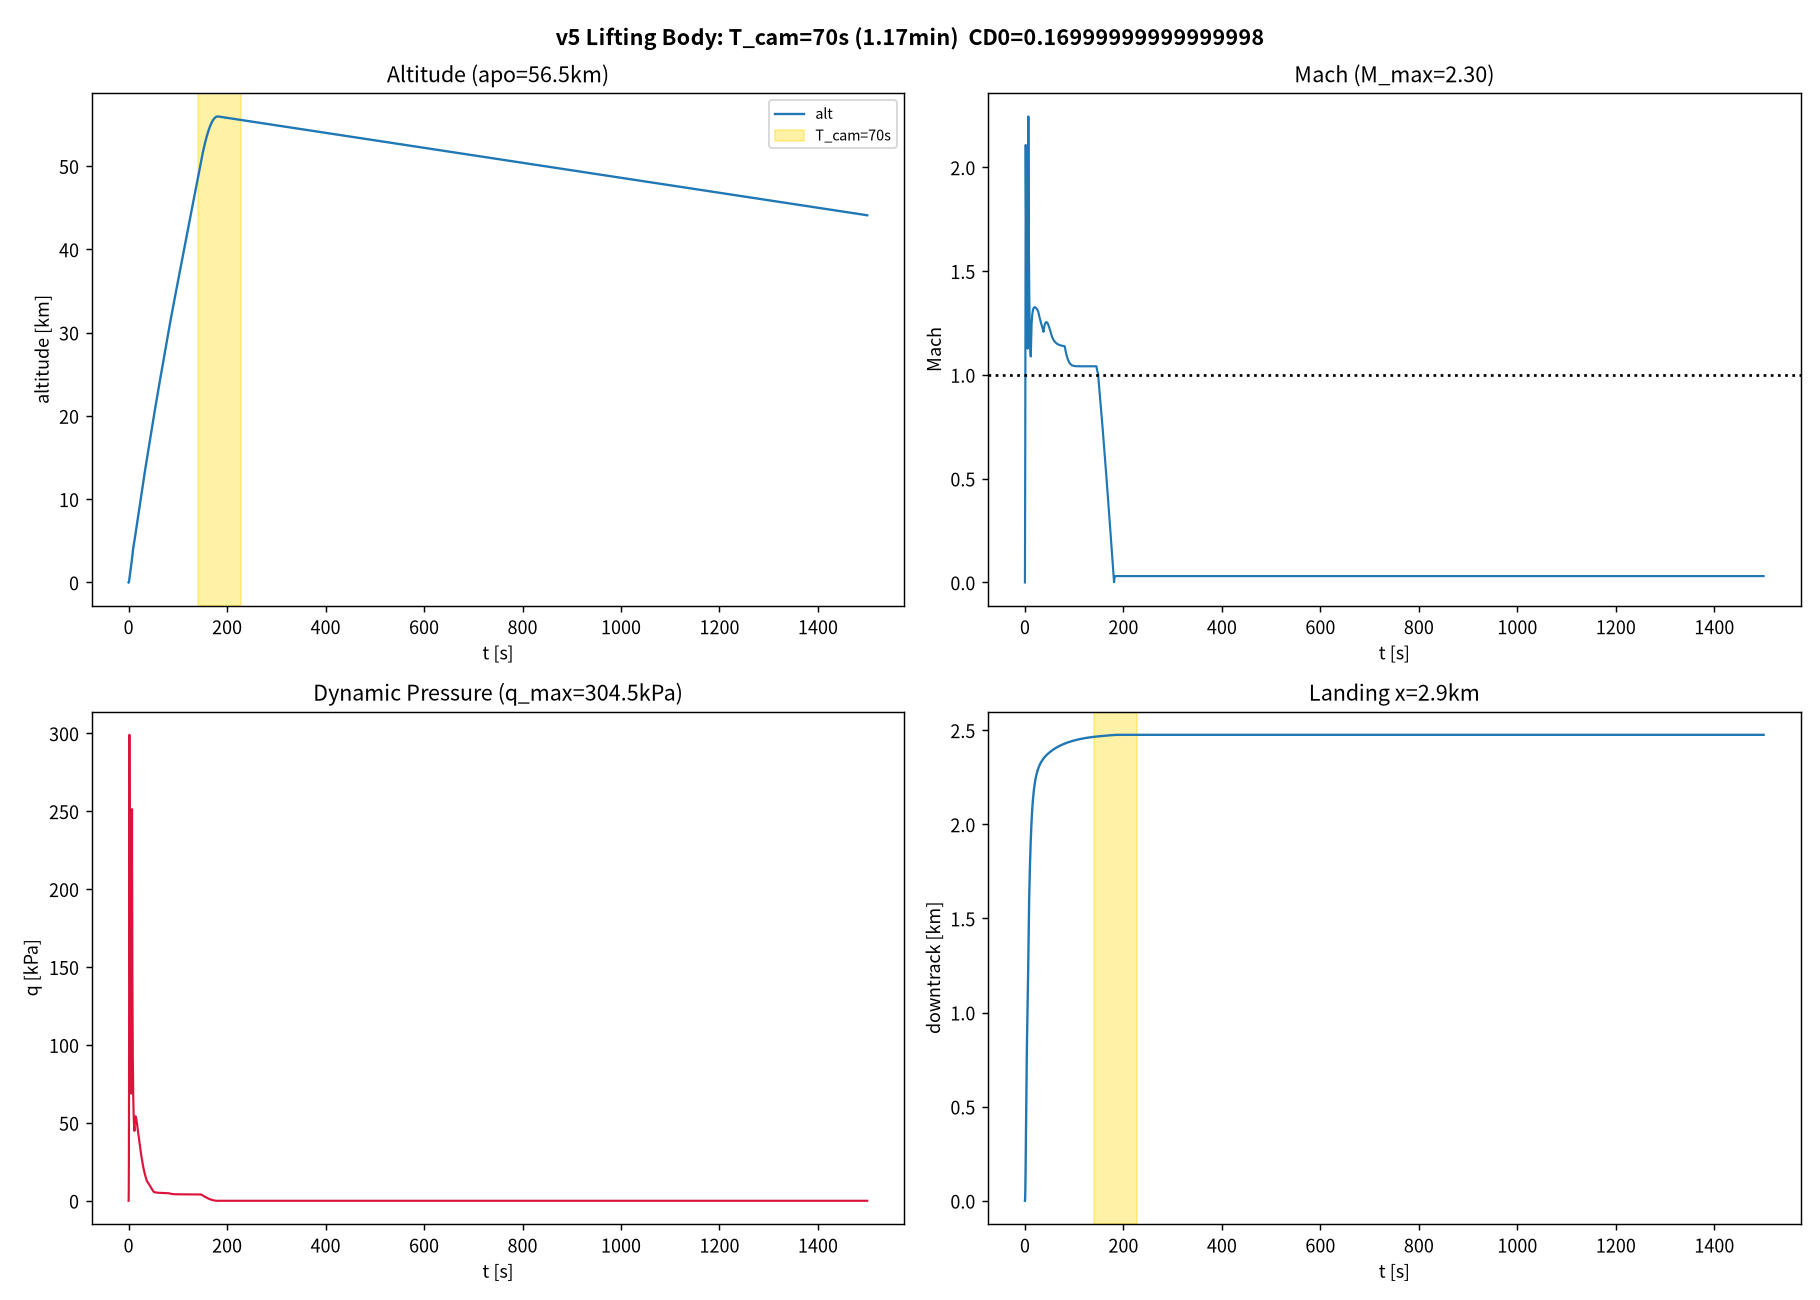 v5 Lifting Body: T_cam=70s (1.17min)  CD0=0.16999999999999998
Altitude (apo=56.5km)
altitude [km]
50
40
30
20
10
0
alt
T_cam=70s
0 200 400 600 800 1000 1200 1400
t [s]
Mach (M_max=2.30)
Mach
2.0
1.5
1.0
0.5
0.0
0 200 400 600 800 1000 1200 1400
t [s]
Dynamic Pressure (q_max=304.5kPa)
q [kPa]
300
250
200
150
100
50
0
0 200 400 600 800 1000 1200 1400
t [s]
Landing x=2.9km
downtrack [km]
2.5
2.0
1.5
1.0
0.5
0.0
0 200 400 600 800 1000 1200 1400
t [s]